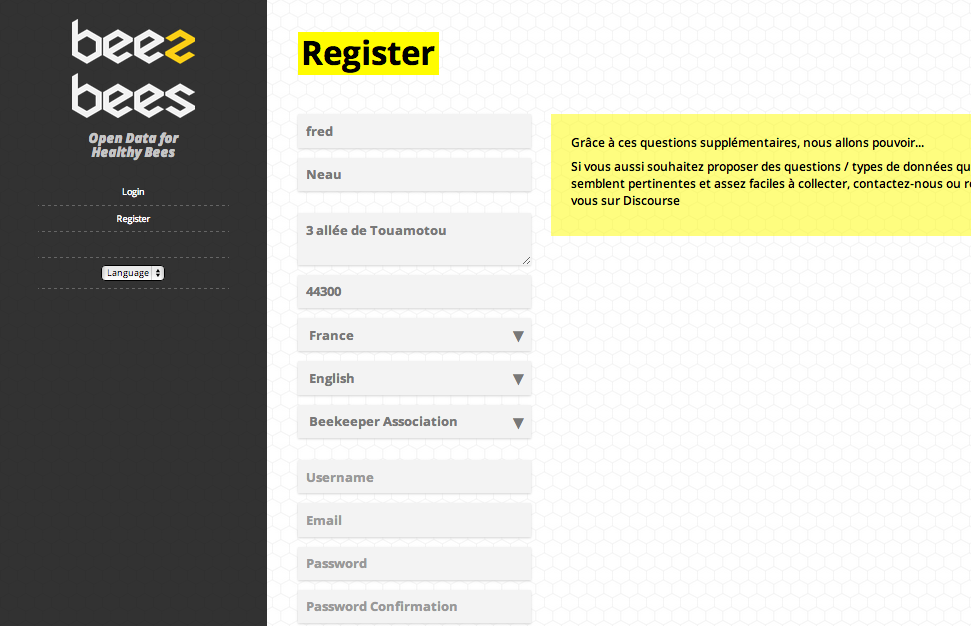 bee2
bees
Open Data for
Healthy Bees
Login
Register
Language
Register
fred
Neau
3 allée de Touamotou
44300
France
English
Beekeeper Association
Username
Email
Password
Password Confirmation
Grâce à ces questions supplémentaires, nous allons pouvoir...
Si vous aussi souhaitez proposer des questions / types de données
semblent pertinentes et assez faciles à collecter, contactez-nous ou
vous sur Discourse